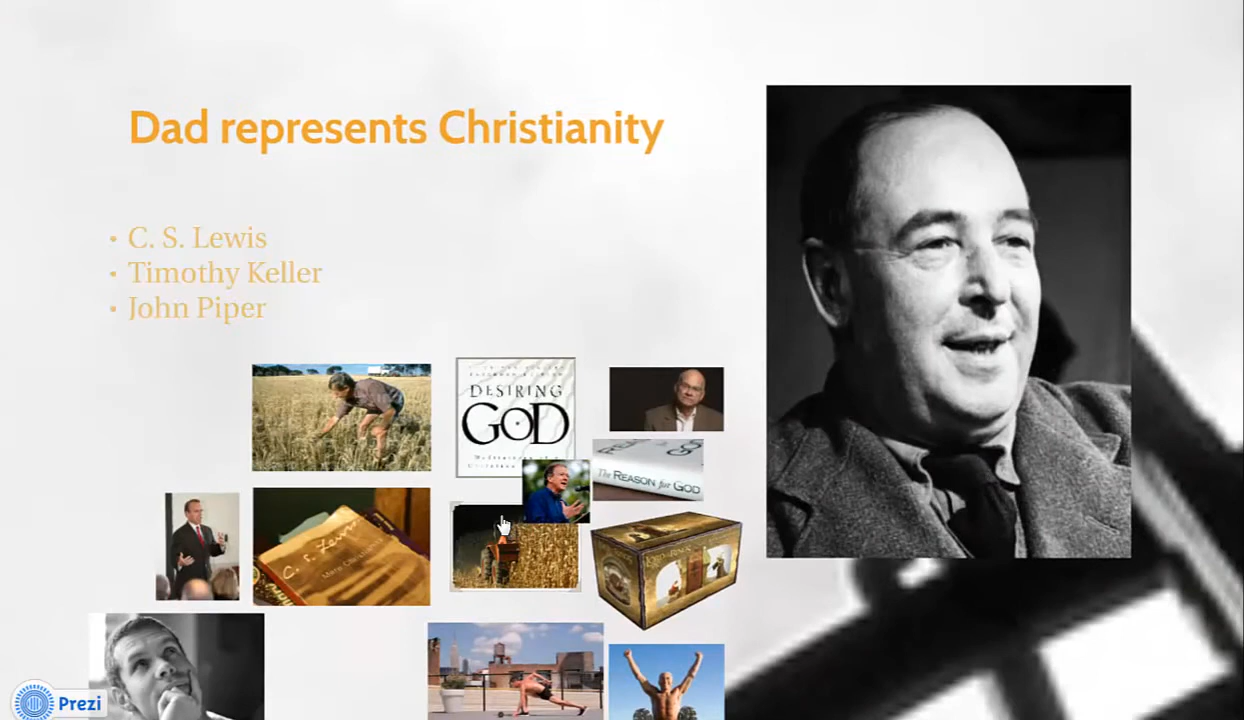 Dad represents Christianity
• C. S. Lewis
• Timothy Keller
• John Piper
DESIRING
GOD
The REASON for GOD
C. S. Lewis
Prezi